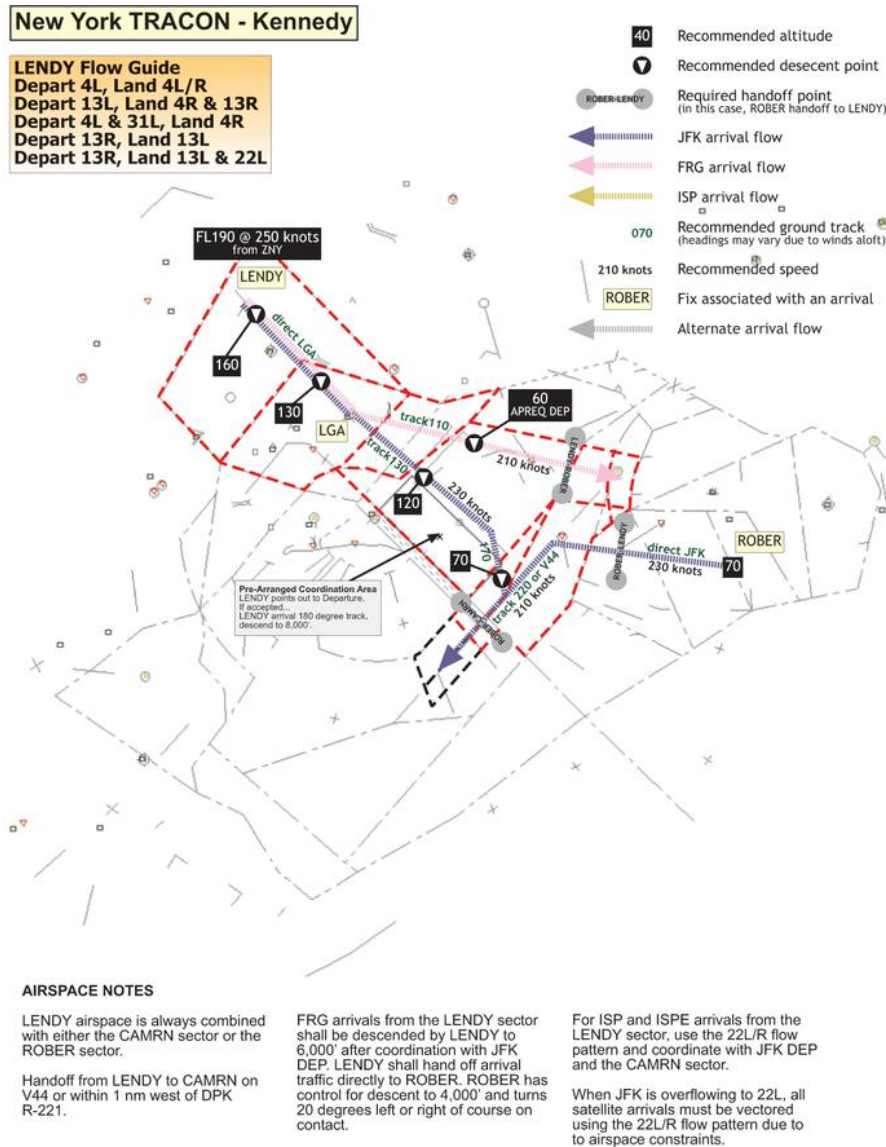 New York TRACON - Kennedy
LENDY Flow Guide
Depart 4L, Land 4L/R
Depart 13L, Land 4R & 13R
Depart 4L & 31L, Land 4R
Depart 13R, Land 13L
Depart 13R, Land 13L & 22L
40 Recommended altitude
Recommended desecent point
ROBER-LENDY Required handoff point
(in this case, ROBER handoff to LENDY)
JFK arrival flow
FRG arrival flow
ISP arrival flow
070 Recommended ground track
(headings may vary due to winds aloft)
210 knots Recommended speed
ROBER Fix associated with an arrival
Alternate arrival flow
FL190 @ 250 knots
from ZNY
LENDY
direct LGA
160
130
LGA
track110
60
APREQ DEP
track130
210 knots
LENDY-ROBER
120
230 knots
170
70
ROBER-LENDY
direct JFK
230 knots
ROBER
70
track 220 or V44
210 knots
ROBER-CAMRN
Pre-Arranged Coordination Area
LENDY points out to Departure.
If accepted...
LENDY arrival 180 degree track,
descend to 8,000'.
AIRSPACE NOTES
LENDY airspace is always combined
with either the CAMRN sector or the
ROBER sector.
Handoff from LENDY to CAMRN on
V44 or within 1 nm west of DPK
R-221.
FRG arrivals from the LENDY sector
shall be descended by LENDY to
6,000' after coordination with JFK
DEP. LENDY shall hand off arrival
traffic directly to ROBER. ROBER has
control for descent to 4,000' and turns
20 degrees left or right of course on
contact.
For ISP and ISPE arrivals from the
LENDY sector, use the 22L/R flow
pattern and coordinate with JFK DEP
and the CAMRN sector.
When JFK is overflowing to 22L, all
satellite arrivals must be vectored
using the 22L/R flow pattern due to
to airspace constraints.